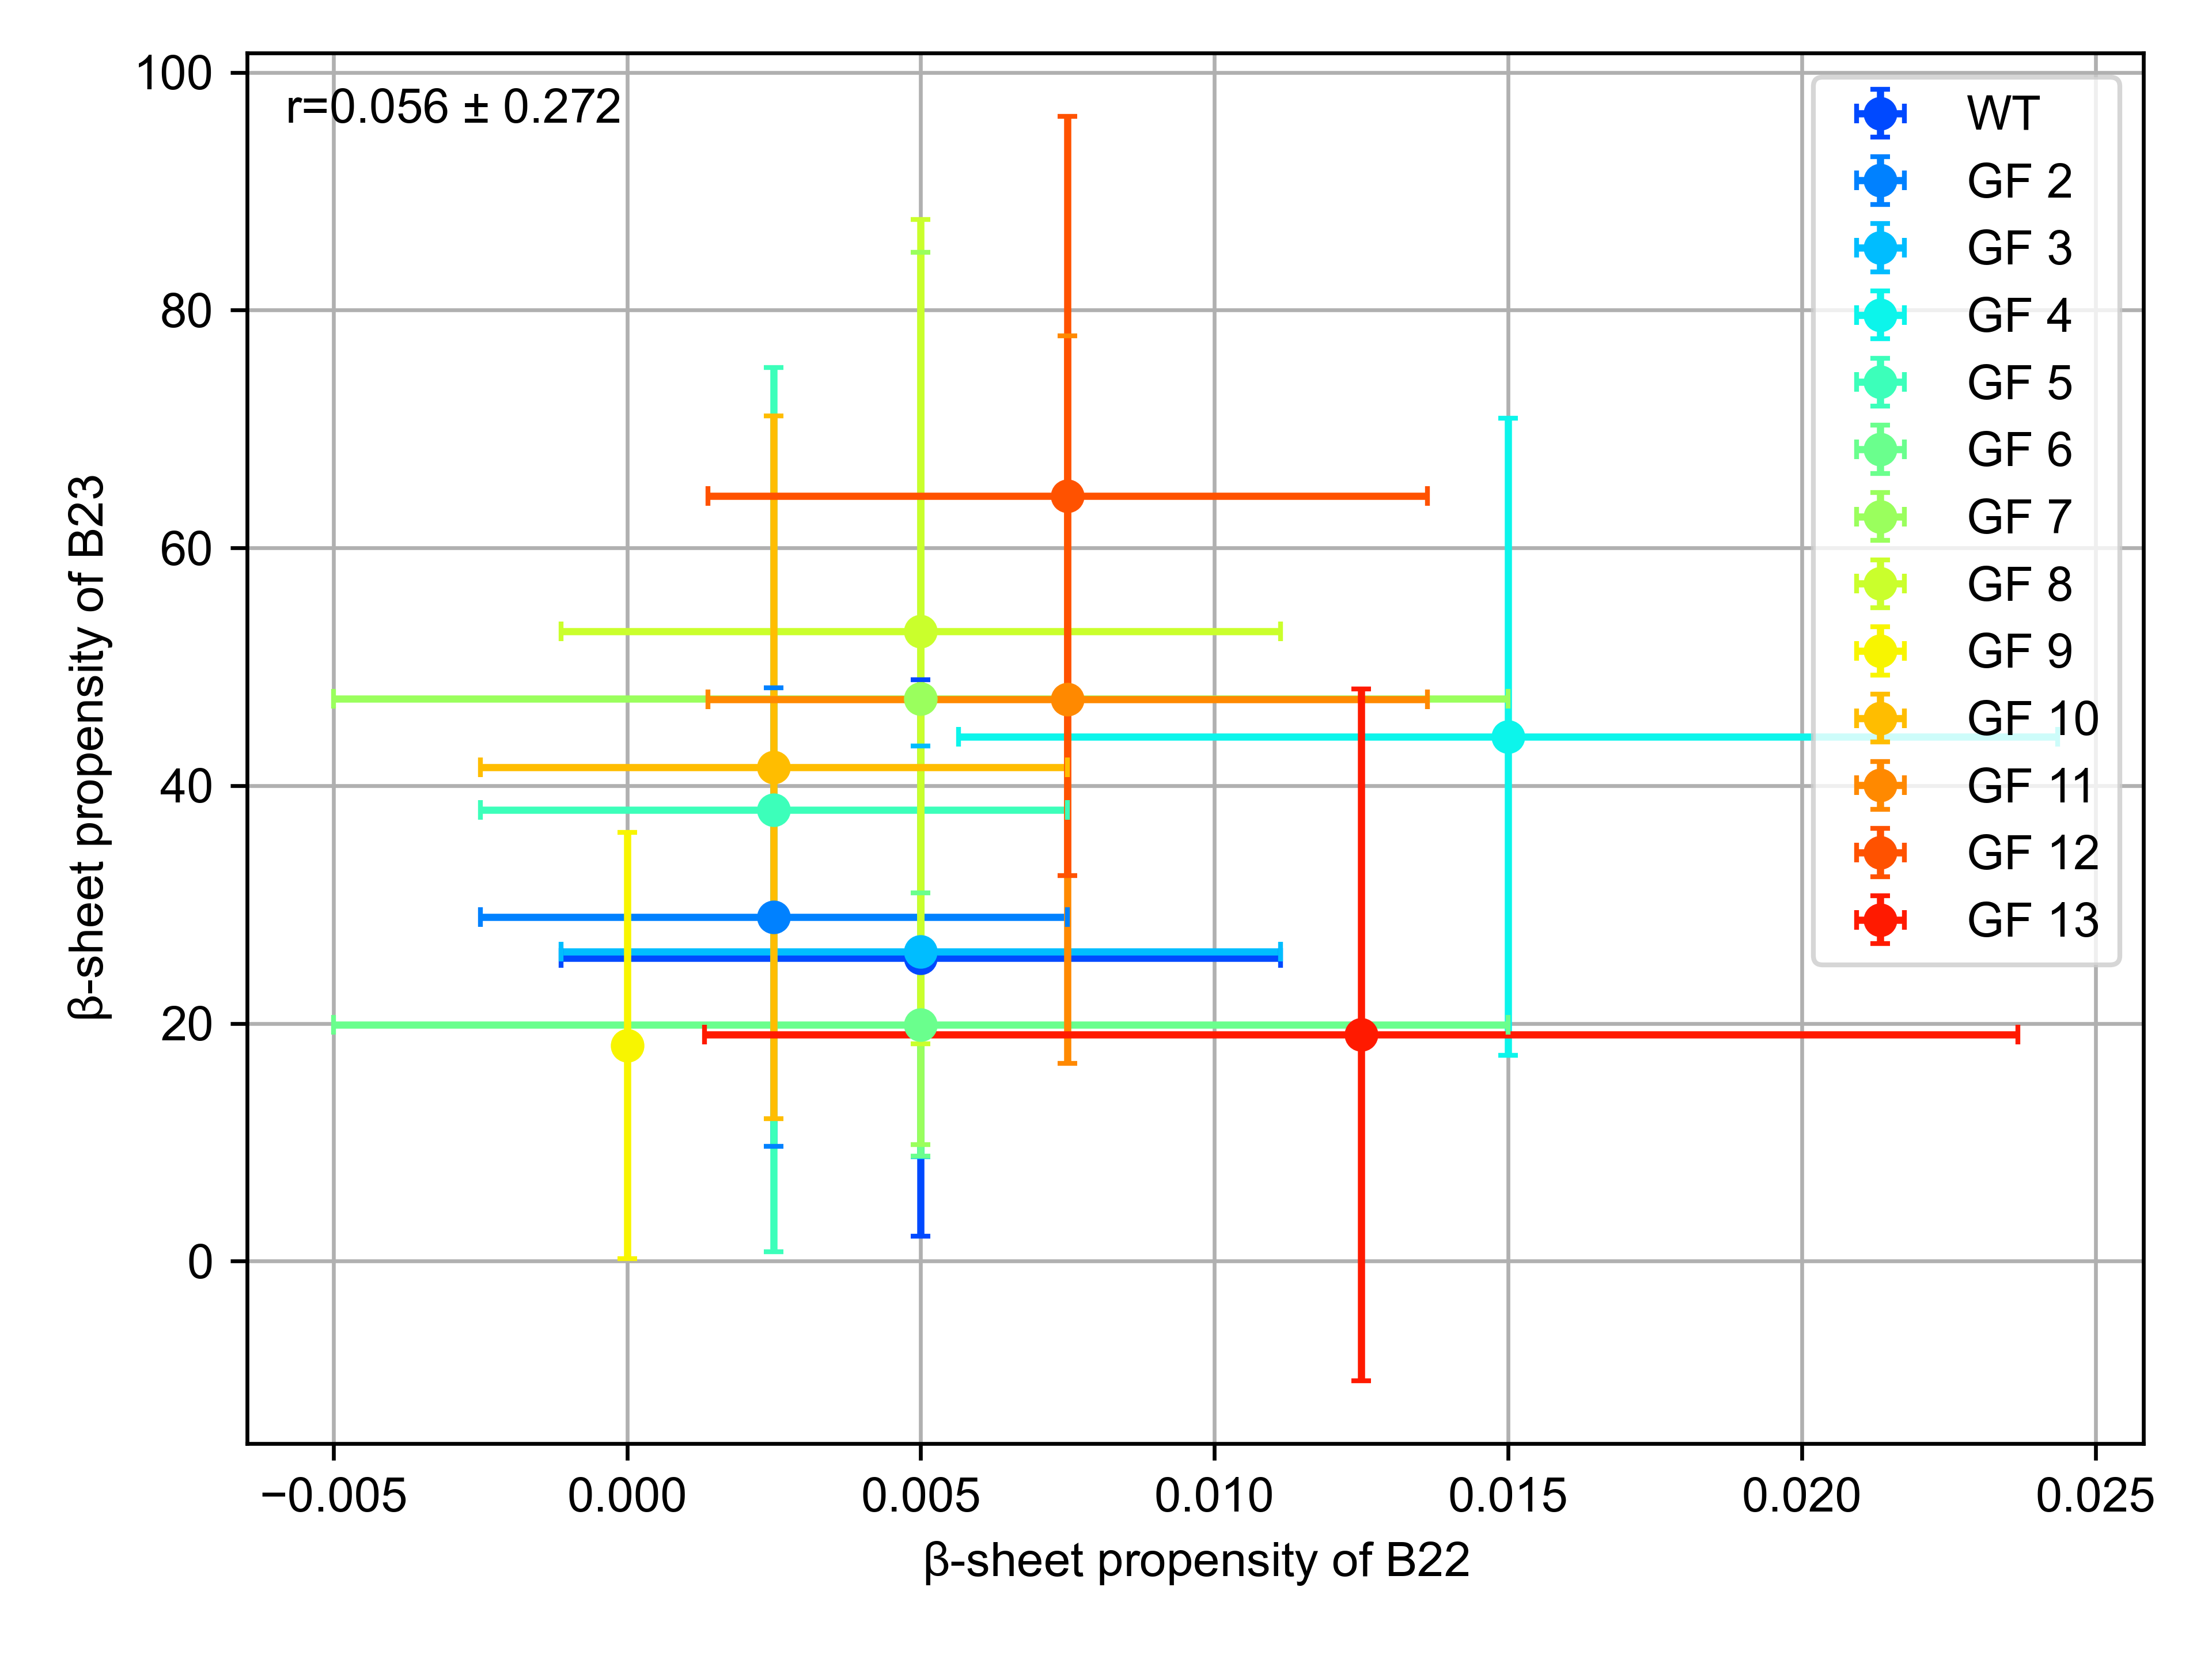 r=0.056 ± 0.272
100
80
60
40
20
0
β-sheet propensity of B23
−0.005
0.000
0.005
0.010
0.015
0.020
0.025
β-sheet propensity of B22
WT
GF 2
GF 3
GF 4
GF 5
GF 6
GF 7
GF 8
GF 9
GF 10
GF 11
GF 12
GF 13